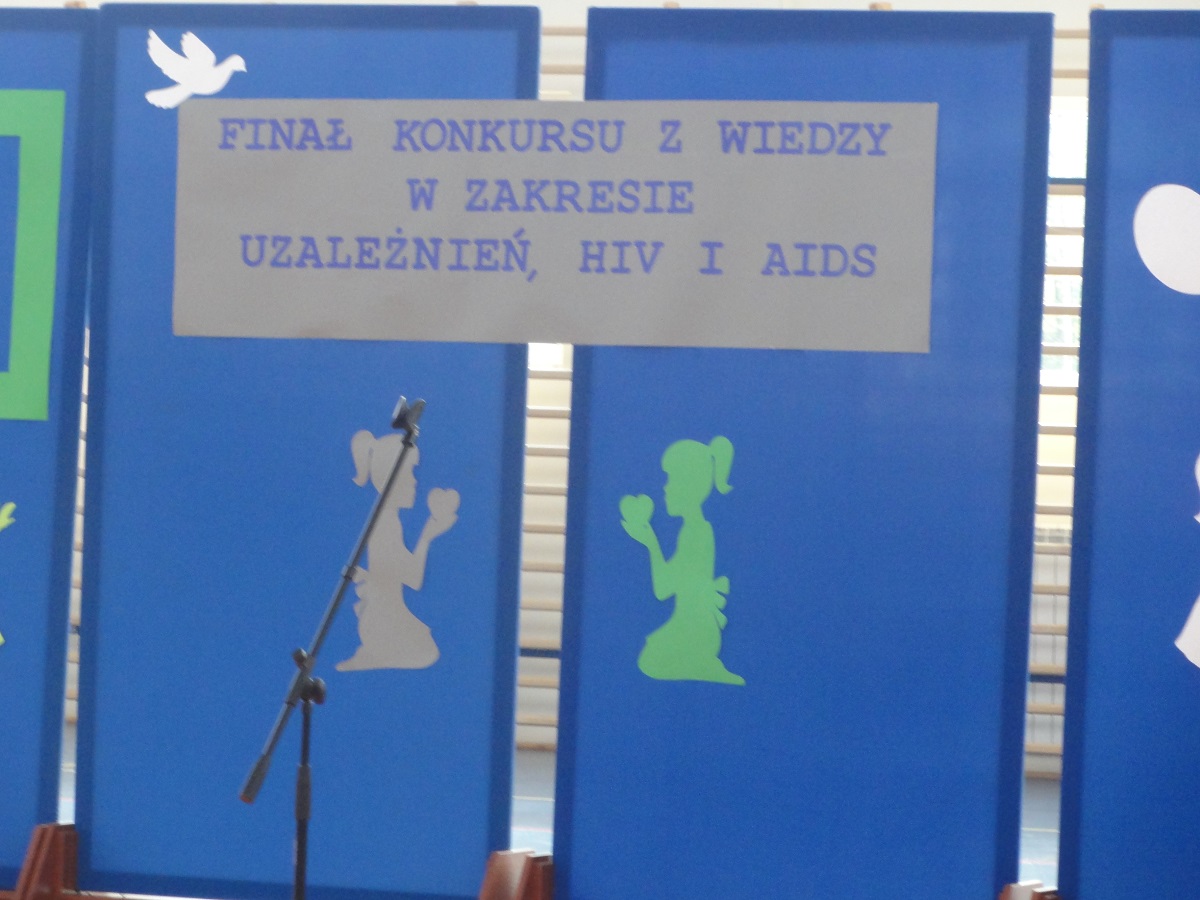 FINAŁ KONKURSU Z WIEDZY
W ZAKRESIE
UZALEŻNIEŃ, HIV I AIDS